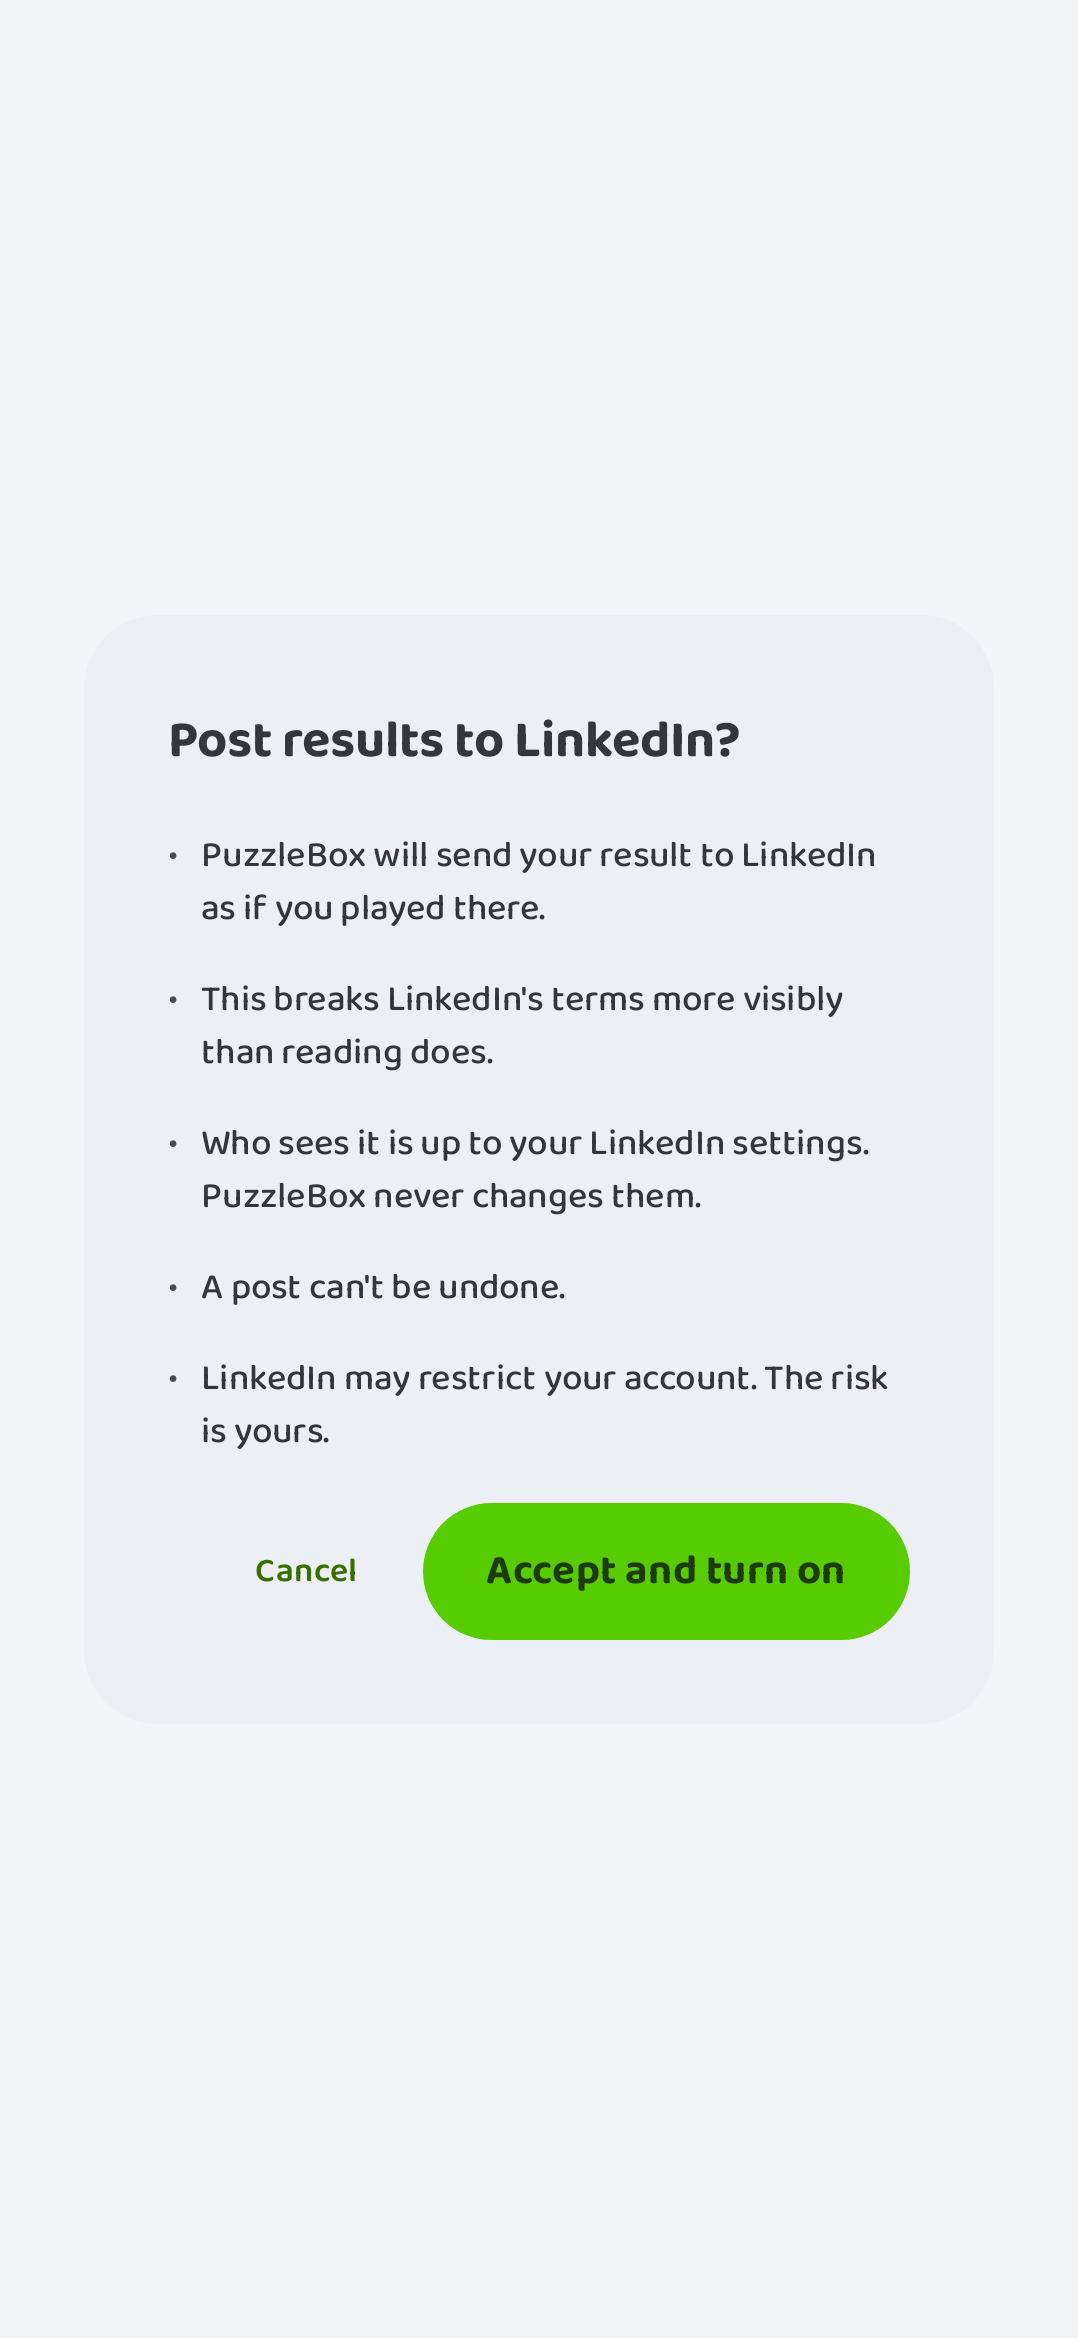 Post results to LinkedIn?
• PuzzleBox will send your result to LinkedIn
as if you played there.
• This breaks LinkedIn's terms more visibly
than reading does.
• Who sees it is up to your LinkedIn settings.
PuzzleBox never changes them.
• A post can't be undone.
• LinkedIn may restrict your account. The risk
is yours.
Cancel
Accept and turn on